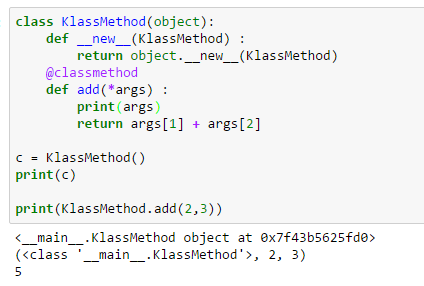 class KlassMethod(object):
    def __new__(KlassMethod) :
        return object.__new__(KlassMethod)
    @classmethod
    def add(*args) :
        print(args)
        return args[1] + args[2]

c = KlassMethod()
print(c)

print(KlassMethod.add(2,3))
<__main__.KlassMethod object at 0x7f43b5625fd0>
(<class '__main__.KlassMethod'>, 2, 3)
5